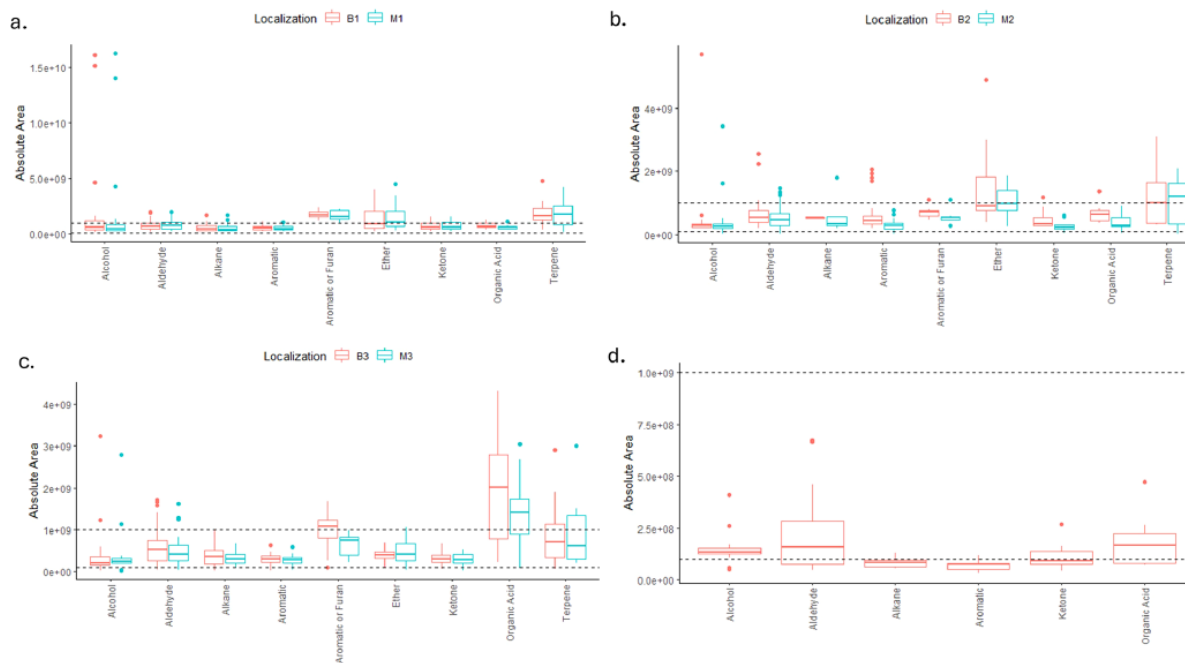 a.
Localization B1 M1
Absolute Area
1.5e+10
1.0e+10
5.0e+09
0.0e+00
Alcohol
Aldehyde
Alkane
Aromatic
Aromatic or Furan
Ether
Ketone
Organic Acid
Terpene
b.
Localization B2 M2
Absolute Area
4e+09
2e+09
0e+00
Alcohol
Aldehyde
Alkane
Aromatic
Aromatic or Furan
Ether
Ketone
Organic Acid
Terpene
c.
Localization B3 M3
Absolute Area
4e+09
3e+09
2e+09
1e+09
0e+00
Alcohol
Aldehyde
Alkane
Aromatic
Aromatic or Furan
Ether
Ketone
Organic Acid
Terpene
d.
Absolute Area
1.0e+09
7.5e+08
5.0e+08
2.5e+08
0.0e+00
Alcohol
Aldehyde
Alkane
Aromatic
Ketone
Organic Acid